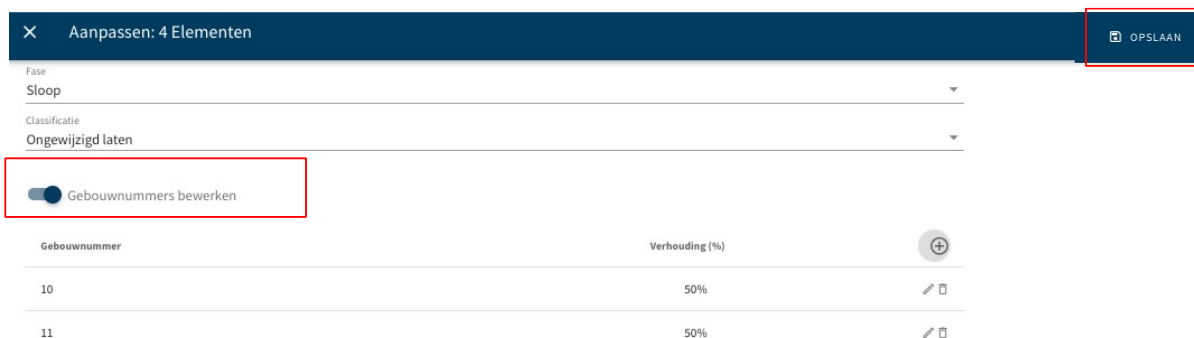 Aanpassen: 4 Elementen
OPSLAAN
Fase
Sloop
Classificatie
Ongewijzigd laten
Gebouwnummers bewerken
Gebouwnummer Verhouding (%)
10 50%
11 50%